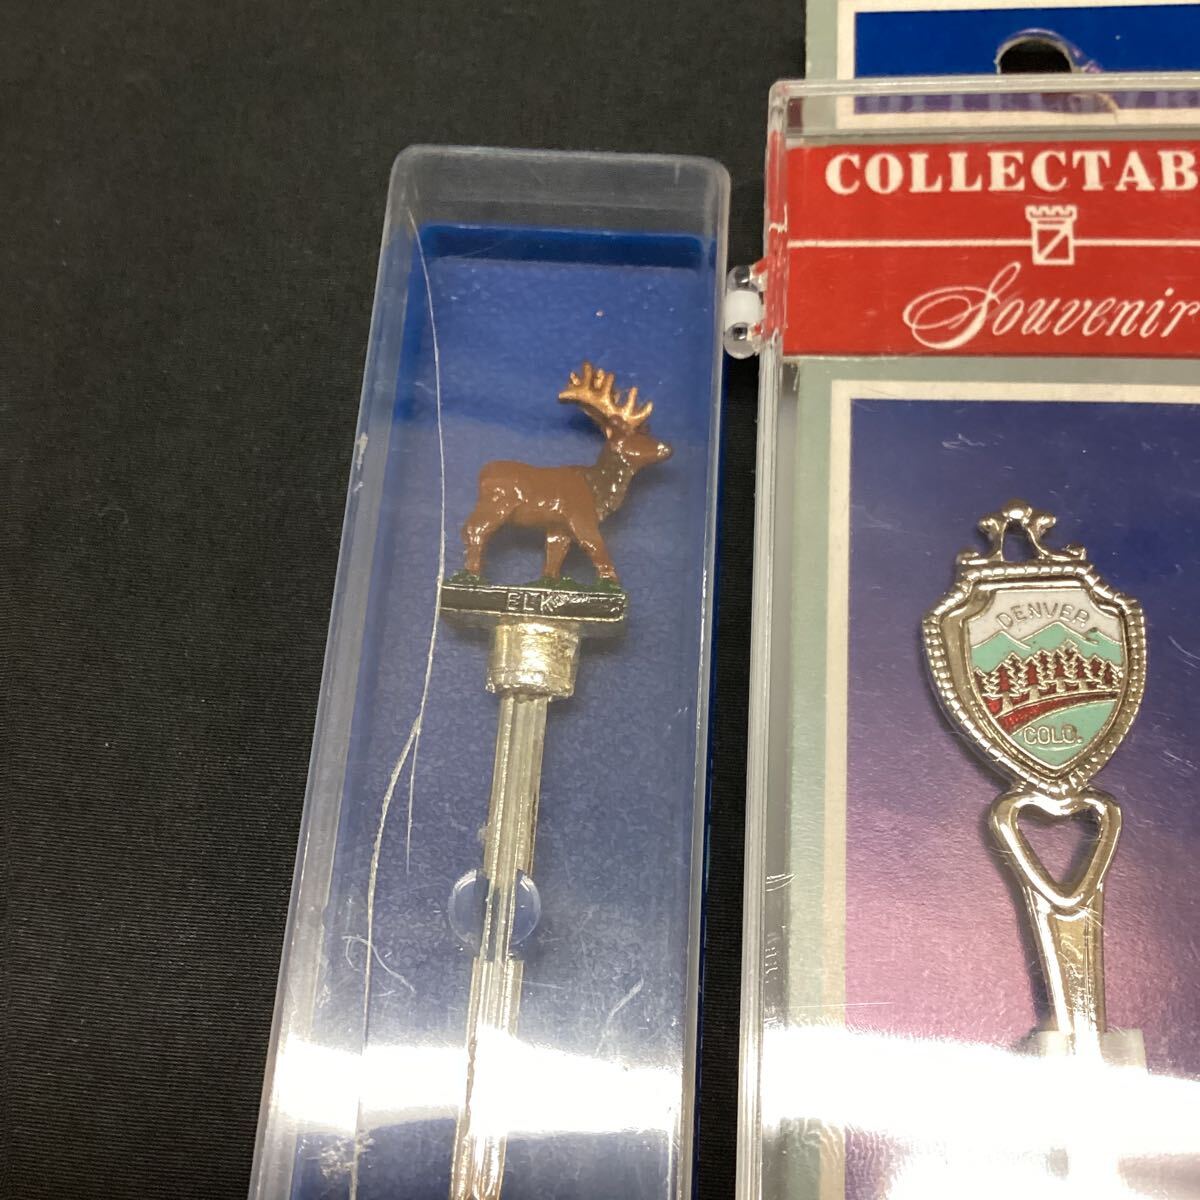 COLLECTAB
Souvenir
ELK
DENVER
COLO.